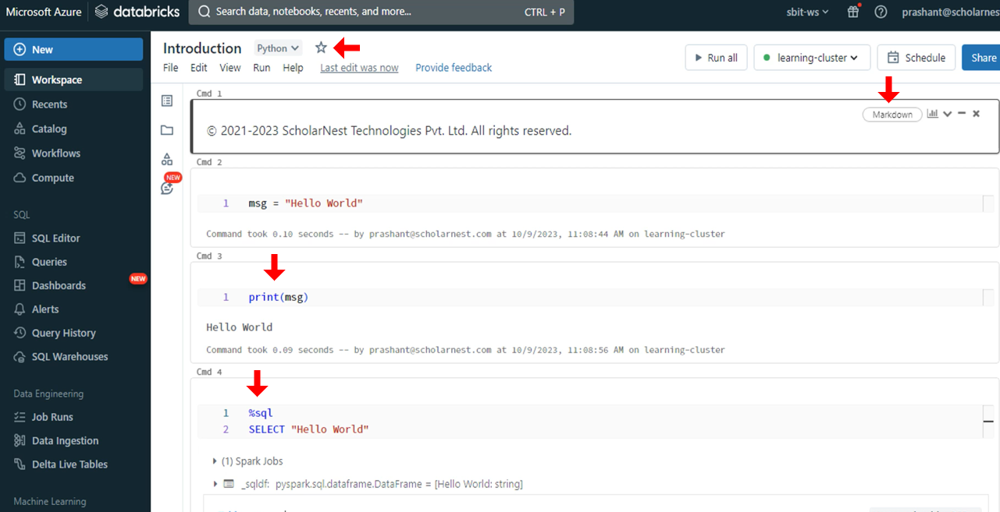 Microsoft Azure databricks Search data, notebooks, recents, and more... CTRL + P sbit-ws
New
Workspace
Recents
Catalog
Workflows
Compute
SQL
SQL Editor
Queries
Dashboards NEW
Alerts
Query History
SQL Warehouses
Data Engineering
Job Runs
Data Ingestion
Delta Live Tables
Machine Learning
Introduction Python
File Edit View Run Help Last edit was now Provide feedback
Run all learning-cluster Schedule Share
NEW
Cmd 1
Markdown
© 2021-2023 ScholarNest Technologies Pvt. Ltd. All rights reserved.
Cmd 2
1 msg = "Hello World"
Command took 0.10 seconds -- by prashant@scholarnest.com at 10/9/2023, 11:08:44 AM on learning-cluster
Cmd 3
1 print(msg)
Hello World
Command took 0.09 seconds -- by prashant@scholarnest.com at 10/9/2023, 11:08:56 AM on learning-cluster
Cmd 4
1 %sql
2 SELECT "Hello World"
(1) Spark Jobs
_sqldf: pyspark.sql.dataframe.DataFrame = [Hello World: string]